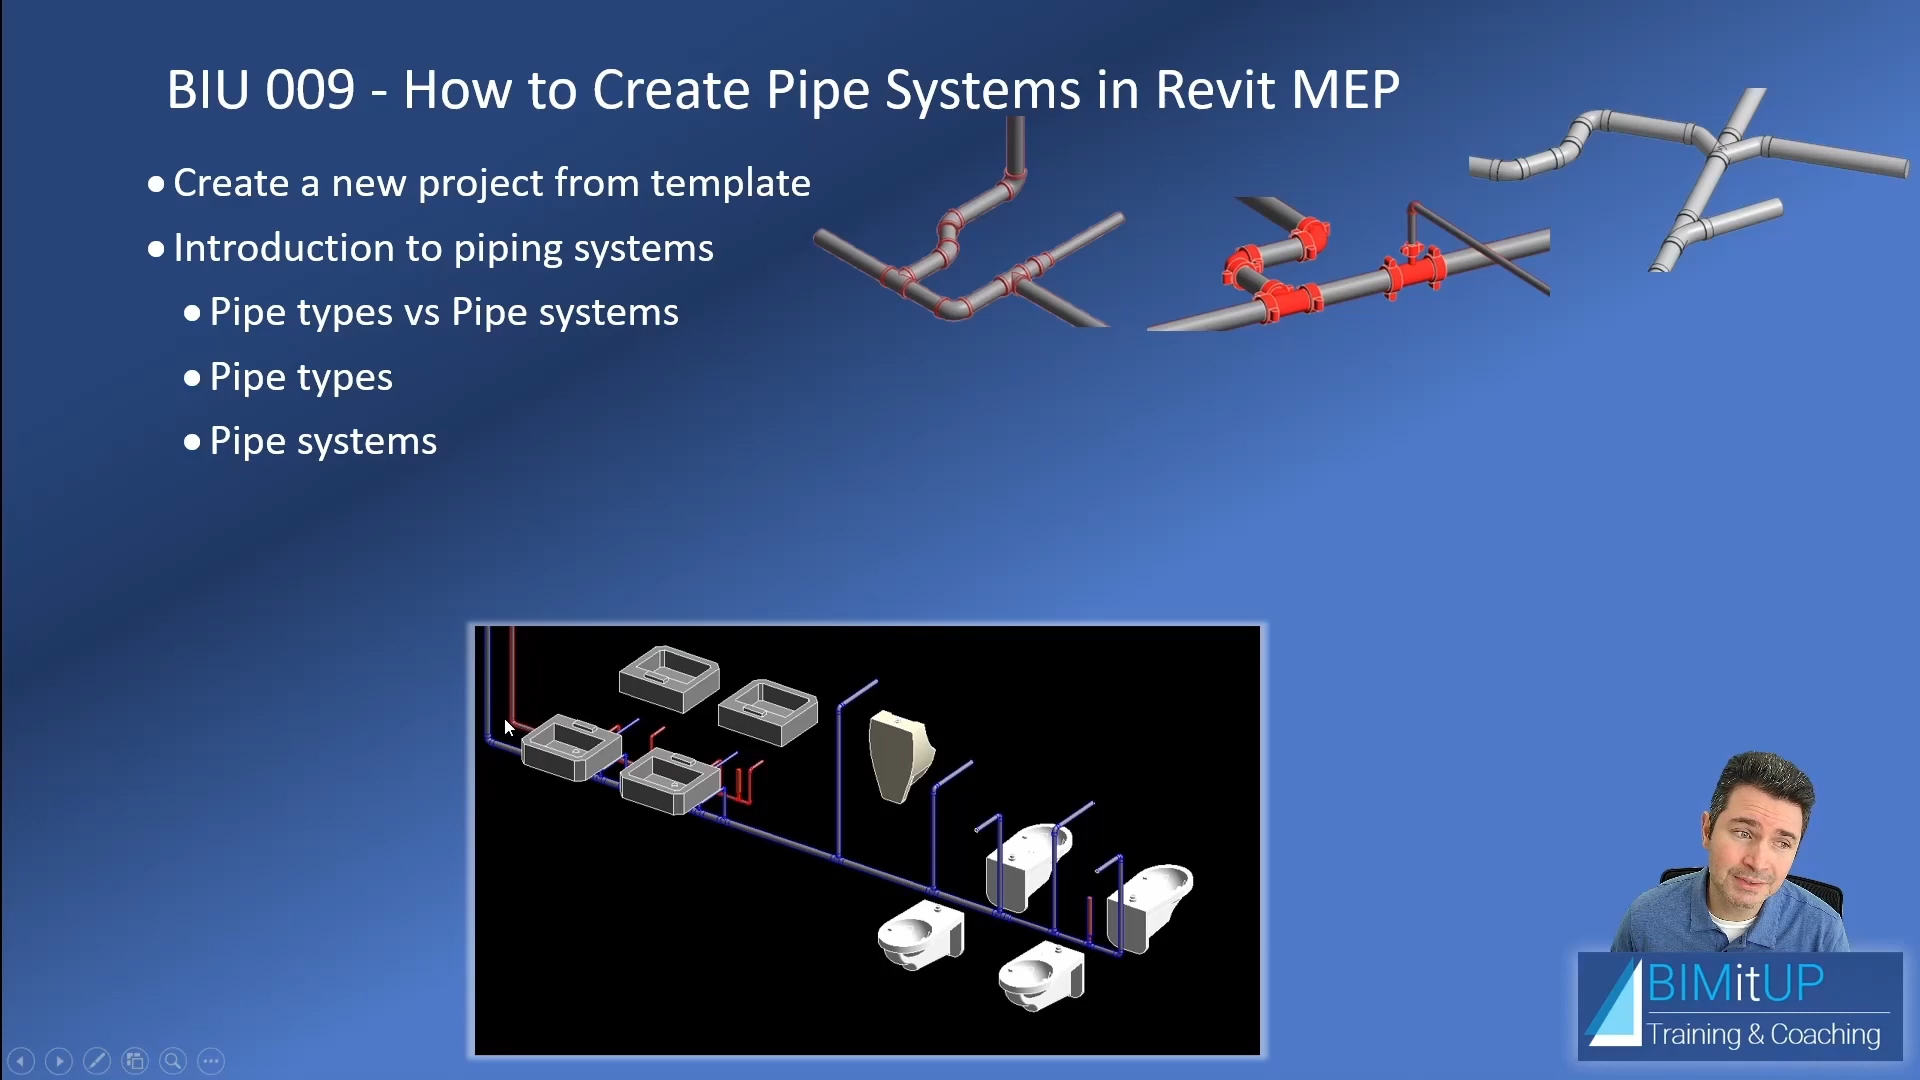 BIU 009 - How to Create Pipe Systems in Revit MEP
• Create a new project from template
• Introduction to piping systems
• Pipe types vs Pipe systems
• Pipe types
• Pipe systems
BIMitUP
Training & Coaching